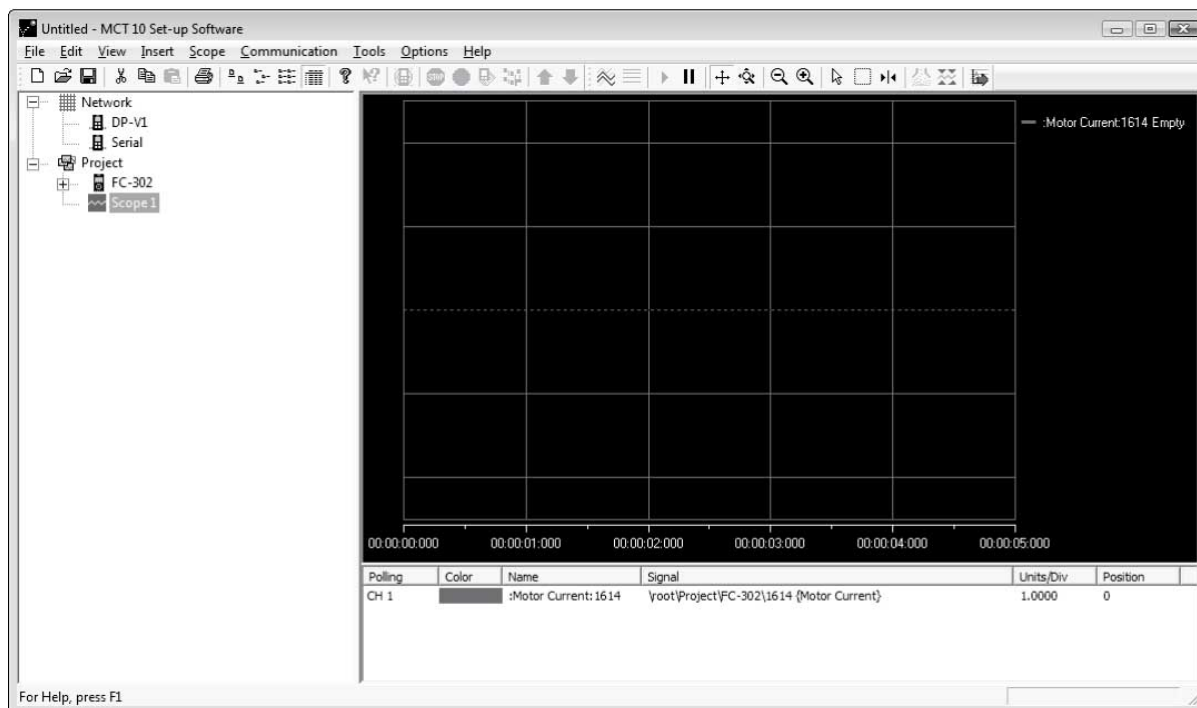 Untitled - MCT 10 Set-up Software
File Edit View Insert Scope Communication Tools Options Help
STOP
Network
DP-V1
Serial
Project
FC-302
Scope1
:Motor Current:1614 Empty
00:00:00:000 00:00:01:000 00:00:02:000 00:00:03:000 00:00:04:000 00:00:05:000
Polling Color Name Signal Units/Div Position
CH 1 :Motor Current:1614 \root\Project\FC-302\1614 {Motor Current} 1.0000 0
For Help, press F1